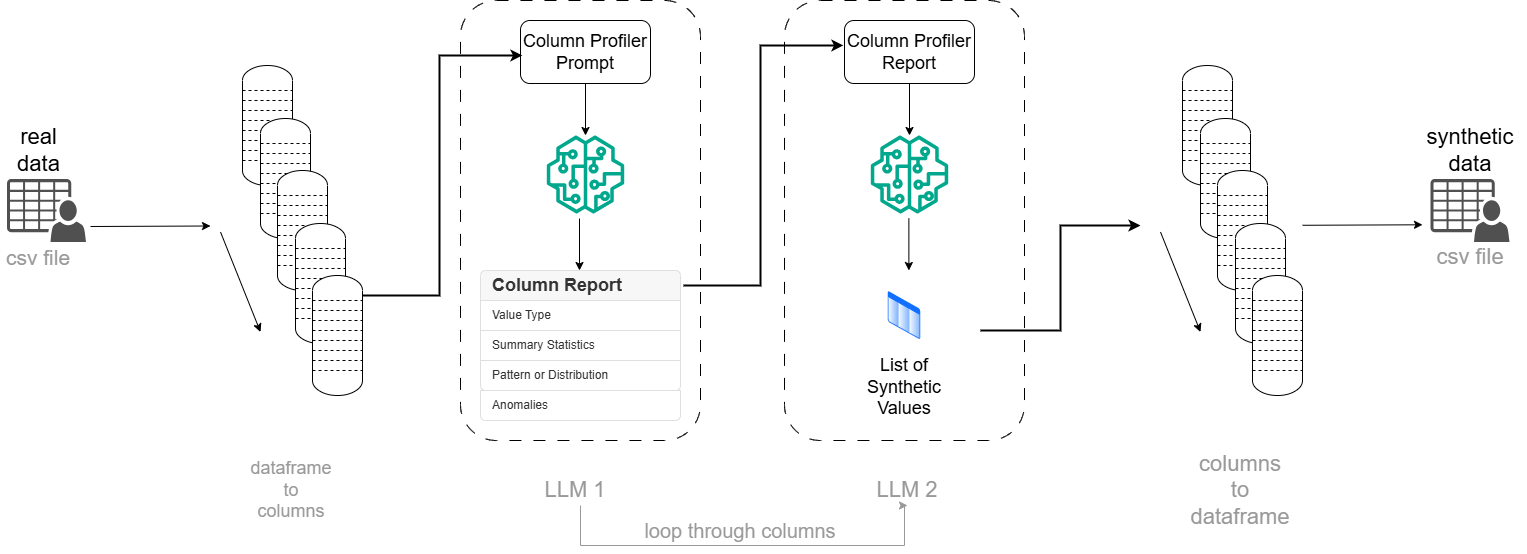 real
data
csv file
dataframe
to
columns
Column Profiler
Prompt
Column Report
Value Type
Summary Statistics
Pattern or Distribution
Anomalies
LLM 1
loop through columns
Column Profiler
Report
List of
Synthetic
Values
LLM 2
columns
to
dataframe
synthetic
data
csv file